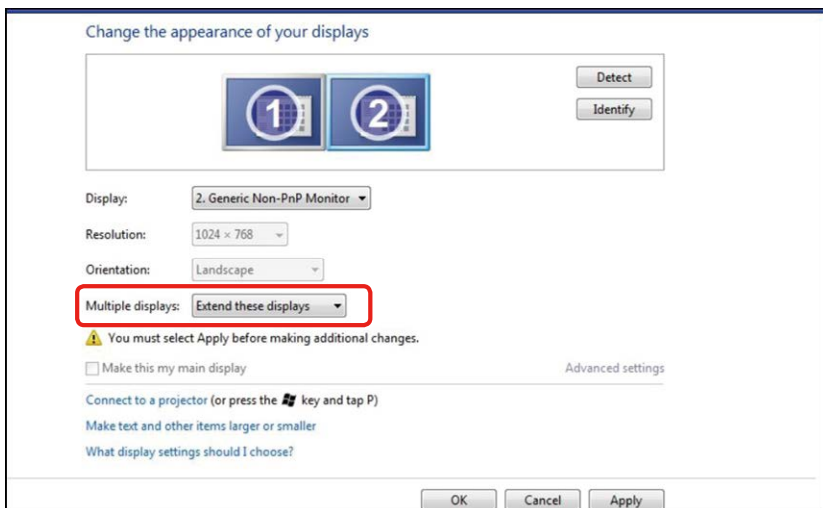 Change the appearance of your displays
1 2
Detect
Identify
Display: 2. Generic Non-PnP Monitor
Resolution: 1024 × 768
Orientation: Landscape
Multiple displays: Extend these displays
You must select Apply before making additional changes.
Make this my main display Advanced settings
Connect to a projector (or press the key and tap P)
Make text and other items larger or smaller
What display settings should I choose?
OK Cancel Apply